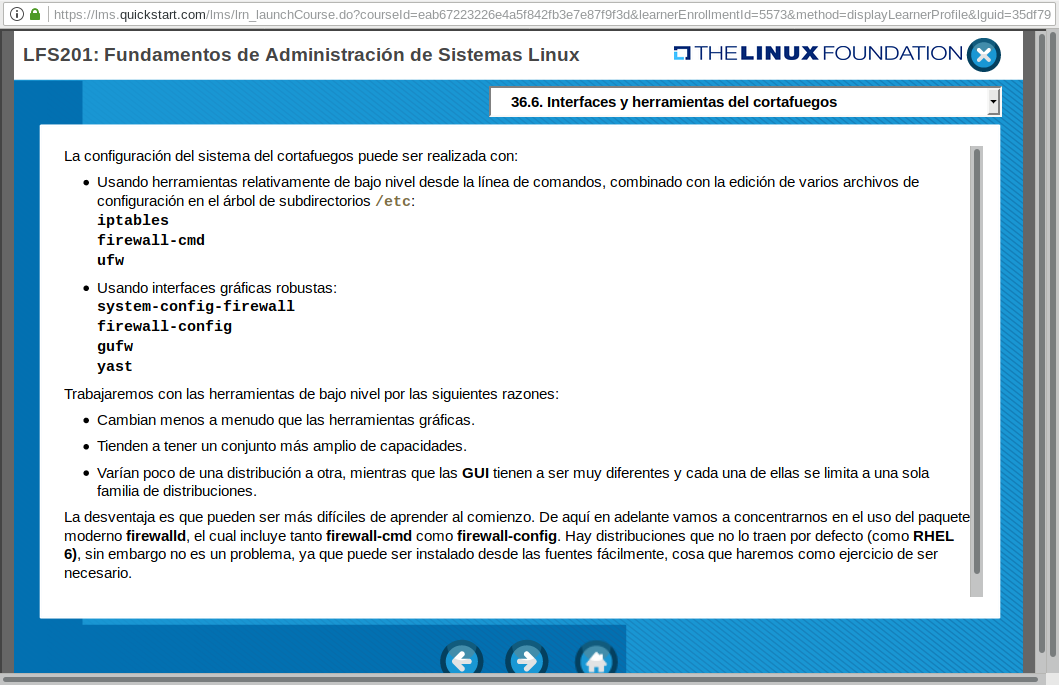 https://lms.quickstart.com/lms/lrn_launchCourse.do?courseId=eab67223226e4a5f842fb3e7e87f9f3d&learnerEnrollmentId=5573&method=displayLearnerProfile&lguid=35df79
LFS201: Fundamentos de Administración de Sistemas Linux
THE LINUX FOUNDATION
36.6. Interfaces y herramientas del cortafuegos
La configuración del sistema del cortafuegos puede ser realizada con:
• Usando herramientas relativamente de bajo nivel desde la línea de comandos, combinado con la edición de varios archivos de
configuración en el árbol de subdirectorios /etc:
iptables
firewall-cmd
ufw
• Usando interfaces gráficas robustas:
system-config-firewall
firewall-config
gufw
yast
Trabajaremos con las herramientas de bajo nivel por las siguientes razones:
• Cambian menos a menudo que las herramientas gráficas.
• Tienden a tener un conjunto más amplio de capacidades.
• Varían poco de una distribución a otra, mientras que las GUI tienen a ser muy diferentes y cada una de ellas se limita a una sola
familia de distribuciones.
La desventaja es que pueden ser más difíciles de aprender al comienzo. De aquí en adelante vamos a concentrarnos en el uso del paquete
moderno firewalld, el cual incluye tanto firewall-cmd como firewall-config. Hay distribuciones que no lo traen por defecto (como RHEL
6), sin embargo no es un problema, ya que puede ser instalado desde las fuentes fácilmente, cosa que haremos como ejercicio de ser
necesario.